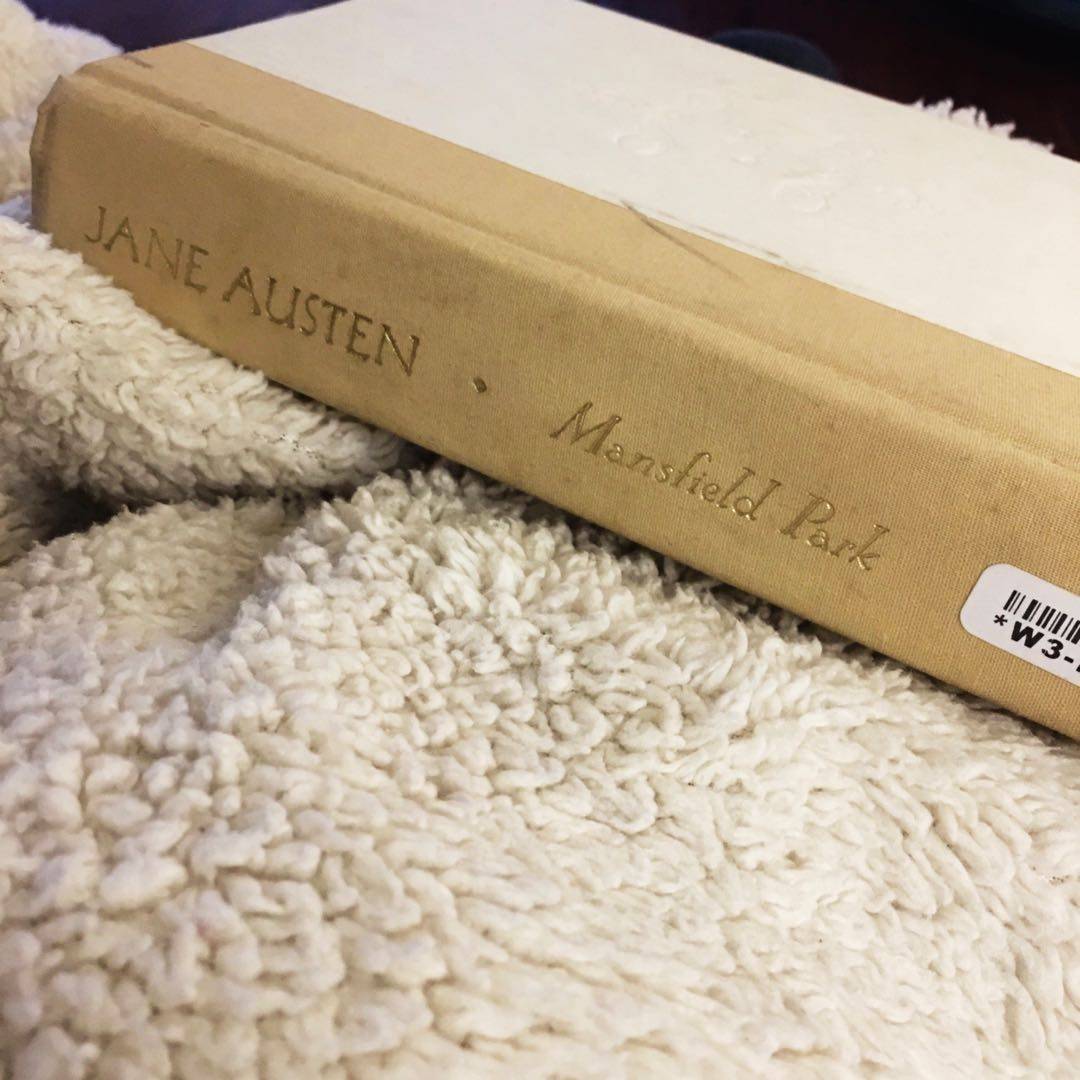 JANE AUSTEN · Mansfield Park
*W3-